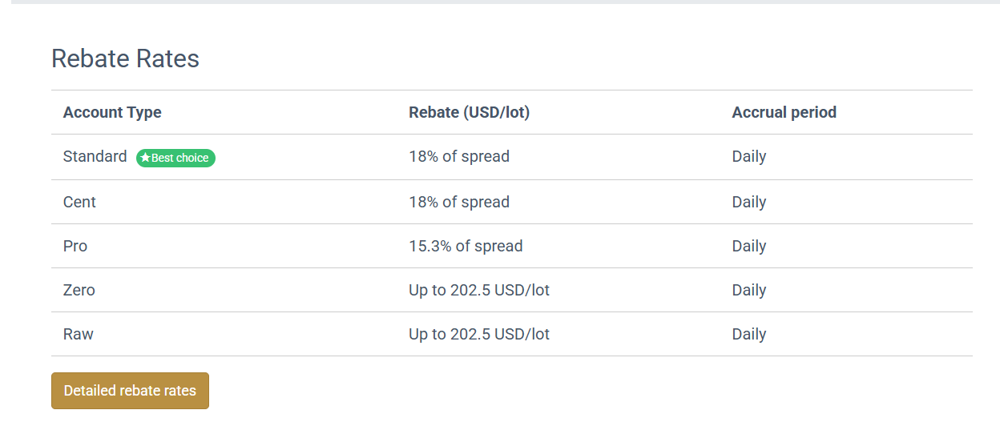 Rebate Rates
Account Type Rebate (USD/lot) Accrual period
Standard Best choice 18% of spread Daily
Cent 18% of spread Daily
Pro 15.3% of spread Daily
Zero Up to 202.5 USD/lot Daily
Raw Up to 202.5 USD/lot Daily
Detailed rebate rates